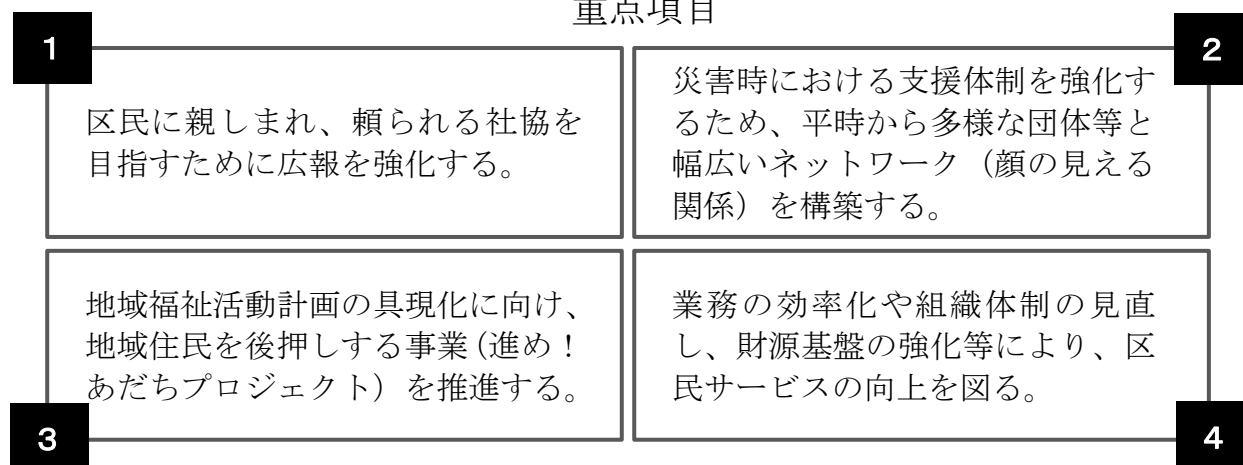 重点項目
1
区民に親しまれ、頼られる社協を
目指すために広報を強化する。
2
災害時における支援体制を強化す
るため、平時から多様な団体等と
幅広いネットワーク（顔の見える
関係）を構築する。
3
地域福祉活動計画の具現化に向け、
地域住民を後押しする事業（進め！
あだちプロジェクト）を推進する。
4
業務の効率化や組織体制の見直
し、財源基盤の強化等により、区
民サービスの向上を図る。